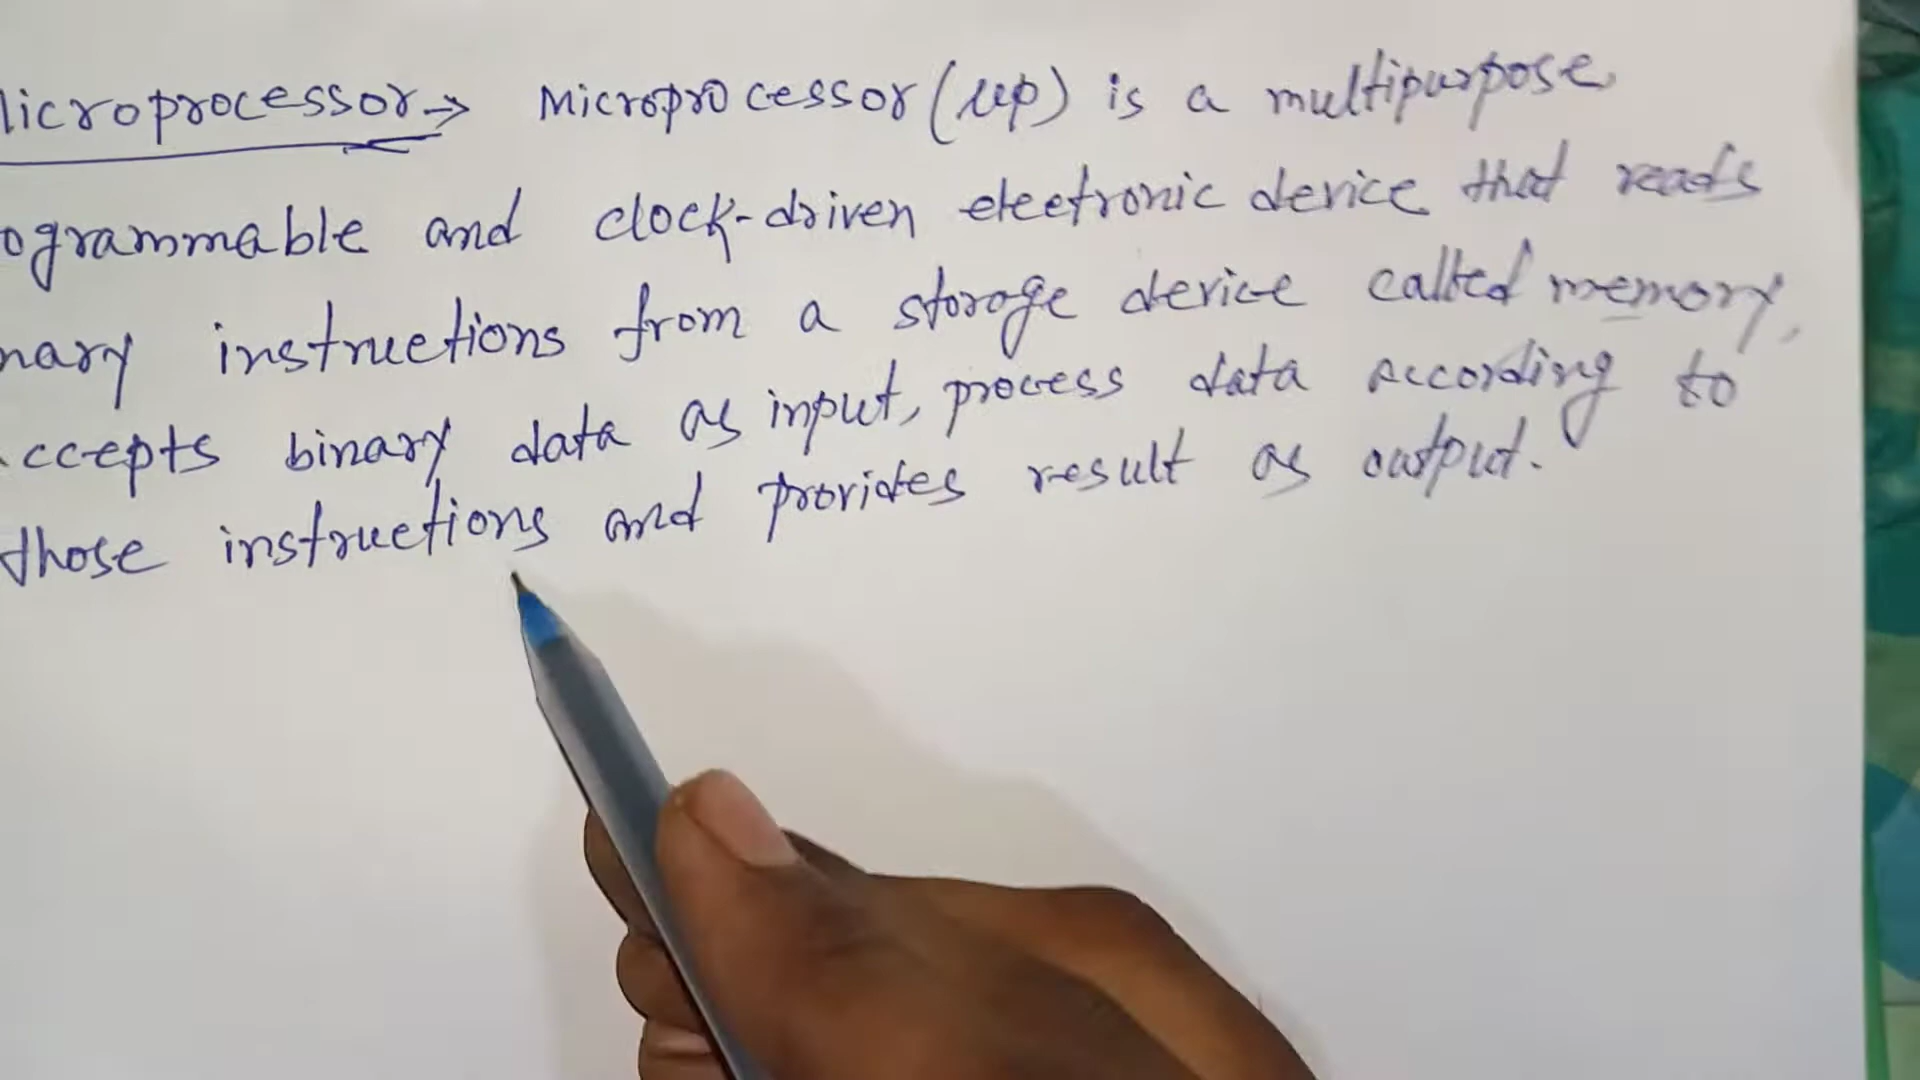 licroprocessor → Microprocessor (μp) is a multipurpose
ogrammable and clock-driven electronic device that reads
nary instructions from a storage device called memory,
ccepts binary data as input, process data according to
those instructions and provides result as output.